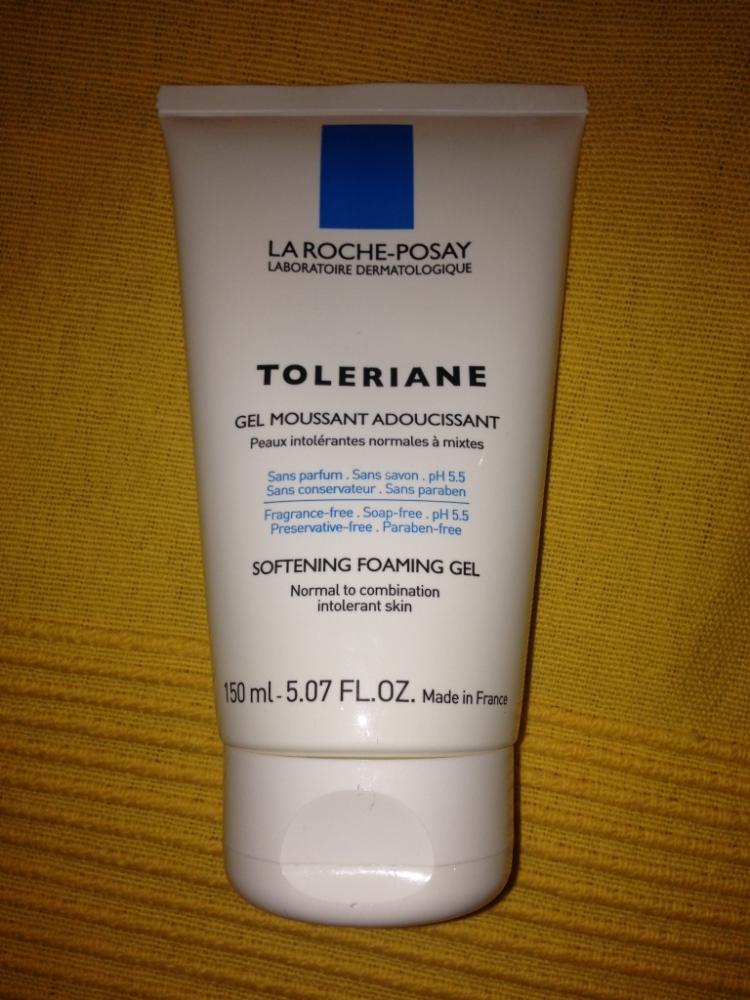 LA ROCHE-POSAY
LABORATOIRE DERMATOLOGIQUE
TOLERIANE
GEL MOUSSANT ADOUCISSANT
Peaux intolérantes normales à mixtes
Sans parfum . Sans savon . pH 5.5
Sans conservateur . Sans paraben
Fragrance-free . Soap-free . pH 5.5
Preservative-free . Paraben-free
SOFTENING FOAMING GEL
Normal to combination
intolerant skin
150 ml - 5.07 FL.OZ. Made in France